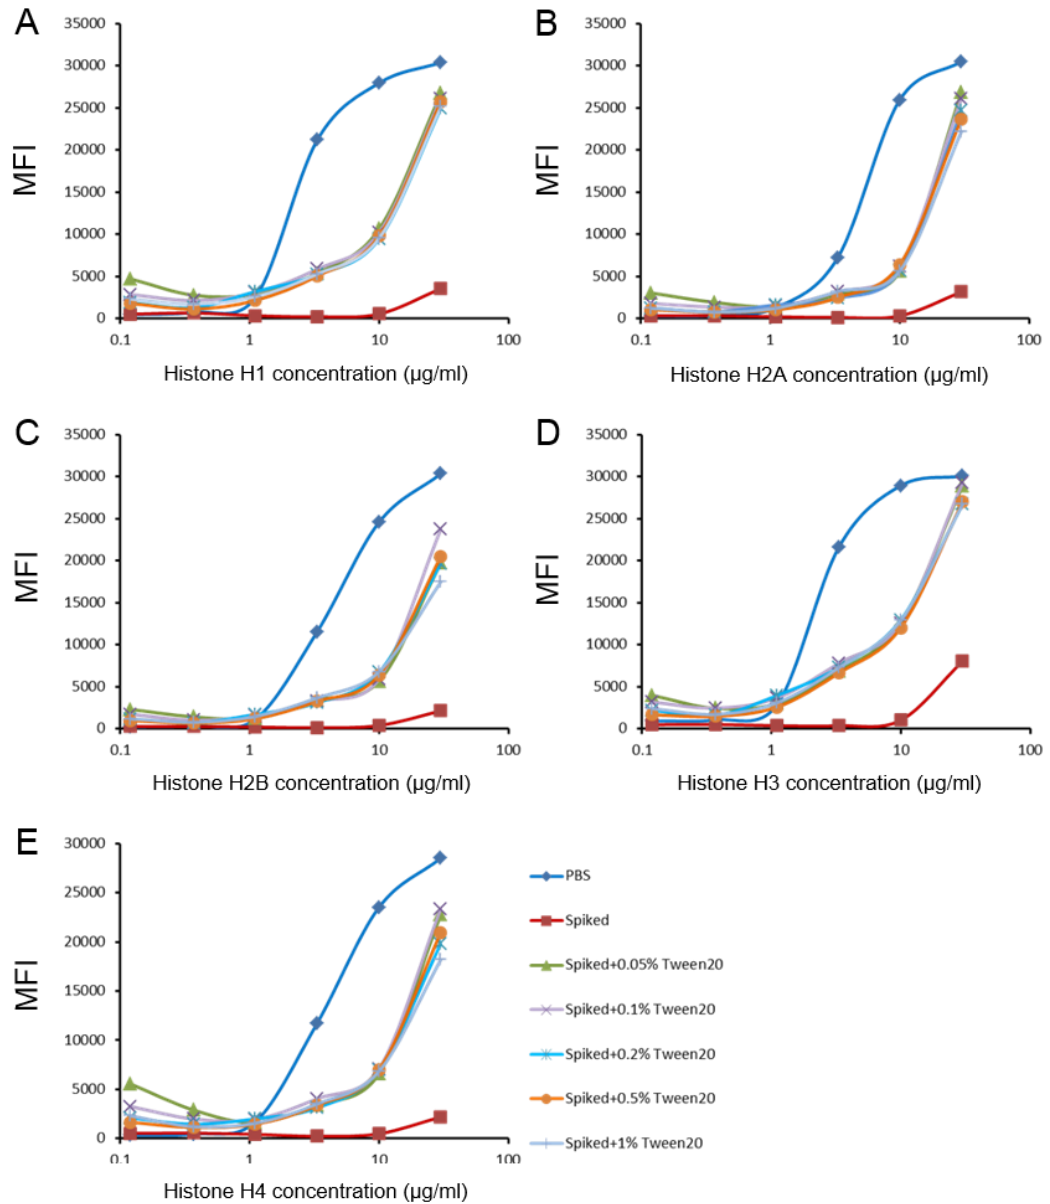 A
35000
30000
25000
20000
15000
10000
5000
0
MFI
0.1 1 10 100
Histone H1 concentration (µg/ml)
B
35000
30000
25000
20000
15000
10000
5000
0
MFI
0.1 1 10 100
Histone H2A concentration (µg/ml)
C
35000
30000
25000
20000
15000
10000
5000
0
MFI
0.1 1 10 100
Histone H2B concentration (µg/ml)
D
35000
30000
25000
20000
15000
10000
5000
0
MFI
0.1 1 10 100
Histone H3 concentration (µg/ml)
E
30000
25000
20000
15000
10000
5000
0
MFI
0.1 1 10 100
Histone H4 concentration (µg/ml)
PBS
Spiked
Spiked+0.05% Tween20
Spiked+0.1% Tween20
Spiked+0.2% Tween20
Spiked+0.5% Tween20
Spiked+1% Tween20